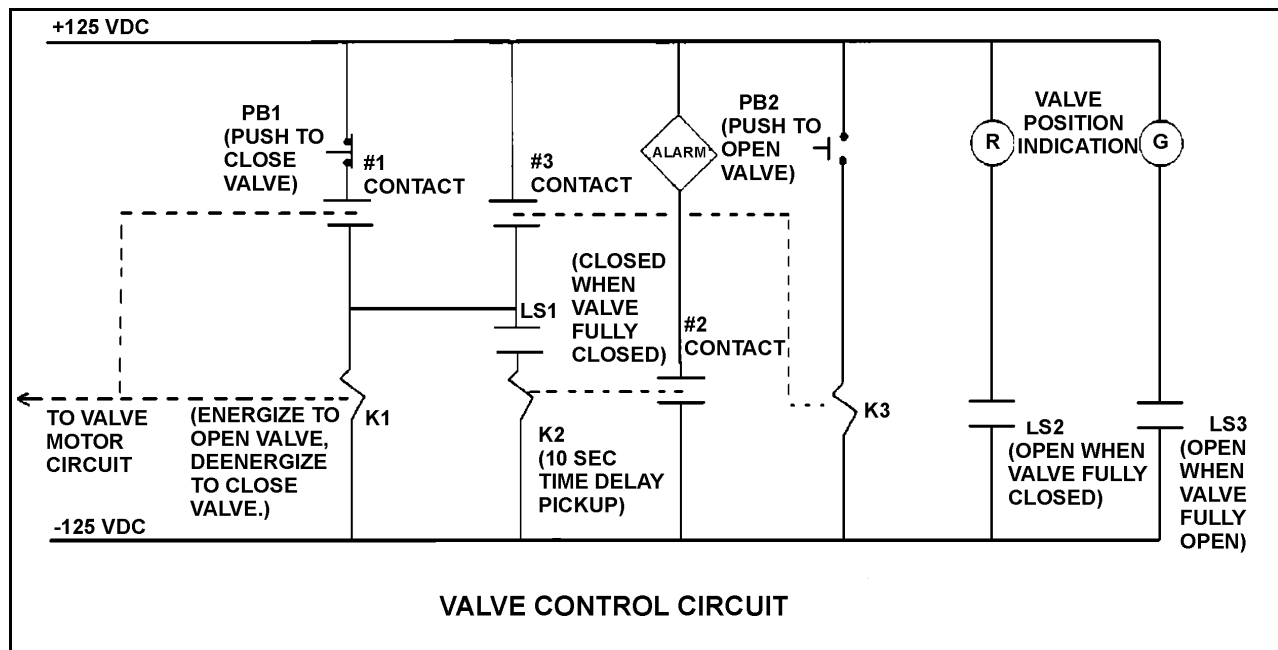 +125 VDC
PB1
(PUSH TO
CLOSE
VALVE)
#1
CONTACT
#3
CONTACT
ALARM
PB2
(PUSH TO
OPEN
VALVE)
R
VALVE
POSITION
INDICATION
G
(CLOSED
WHEN
VALVE
FULLY
CLOSED)
LS1
#2
CONTACT
TO VALVE
MOTOR
CIRCUIT
(ENERGIZE TO
OPEN VALVE,
DEENERGIZE
TO CLOSE
VALVE.)
K1
K2
(10 SEC
TIME DELAY
PICKUP)
K3
LS2
(OPEN WHEN
VALVE FULLY
CLOSED)
LS3
(OPEN
WHEN
VALVE
FULLY
OPEN)
-125 VDC
VALVE CONTROL CIRCUIT